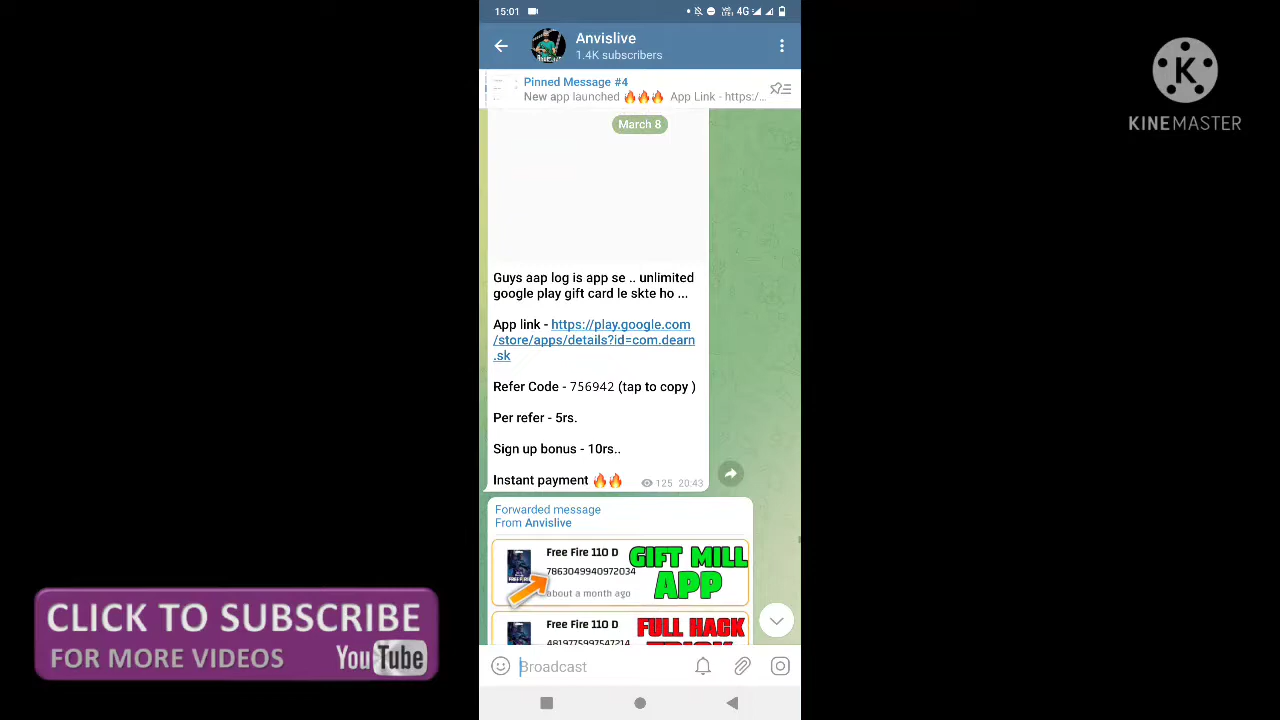 15:01
4G
Anvislive
1.4K subscribers
Pinned Message #4
New app launched 🔥🔥🔥 App Link - https:/...
March 8
Guys aap log is app se .. unlimited
google play gift card le skte ho ...
App link - https://play.google.com
/store/apps/details?id=com.dearn
.sk
Refer Code - 756942 (tap to copy )
Per refer - 5rs.
Sign up bonus - 10rs..
Instant payment 🔥🔥
125 20:43
Forwarded message
From Anvislive
Free Fire 110 D
7863049940972034
about a month ago
GIFT MILL
APP
Free Fire 110 D
4819775997547214
FULL HACK
TRICK
Broadcast
K
KINEMASTER
CLICK TO SUBSCRIBE
FOR MORE VIDEOS
YouTube